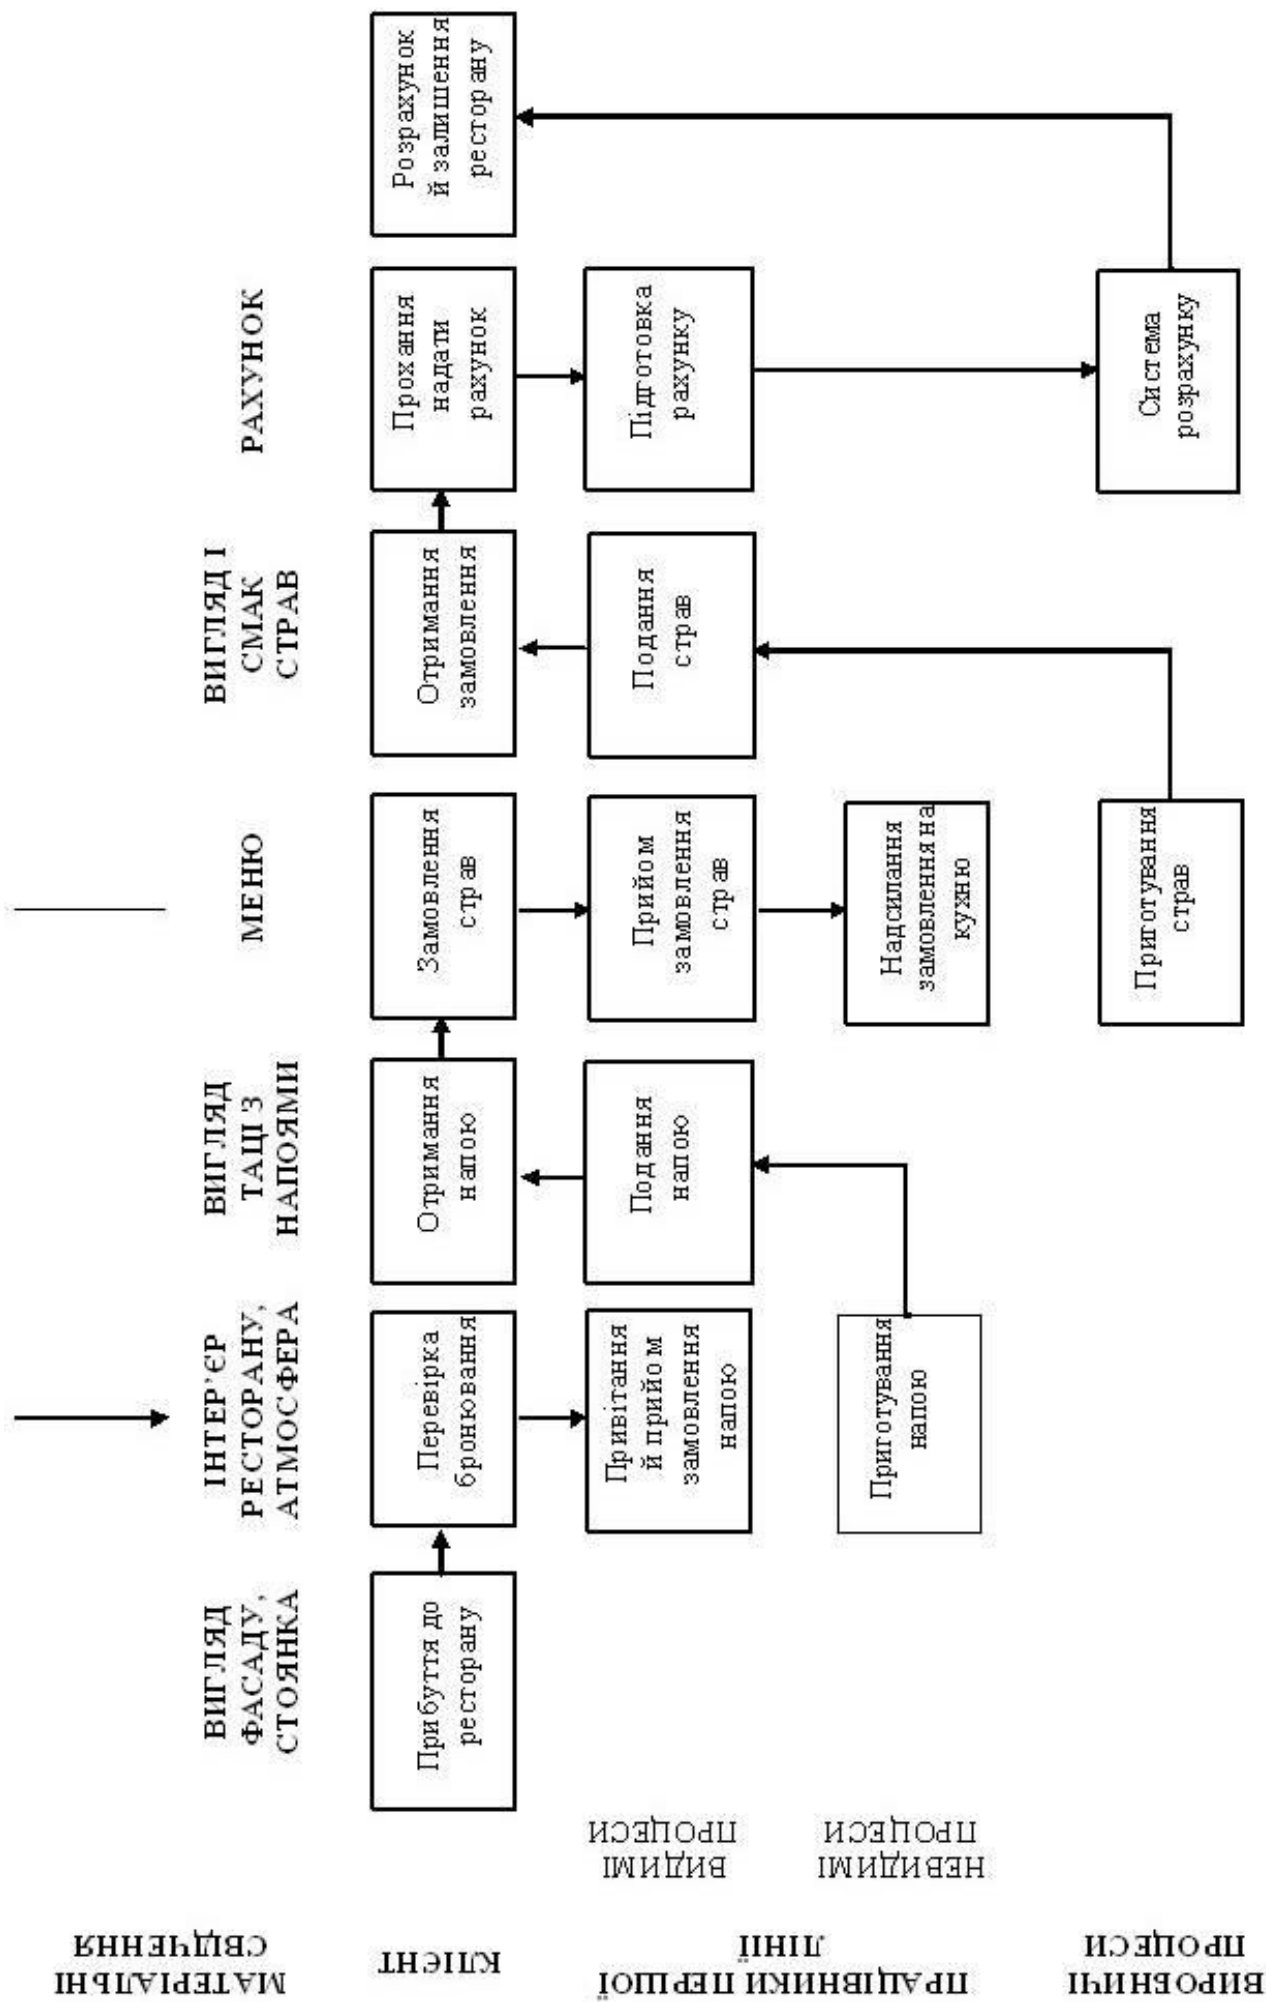 МАТЕРІАЛЬНІ
СВІДЧЕННЯ
ВИГЛЯД
ФАСАДУ,
СТОЯНКА
ІНТЕР’ЄР
РЕСТОРАНУ,
АТМОСФЕРА
ВИГЛЯД
ТАЦІ З
НАПОЯМИ
МЕНЮ
ВИГЛЯД І
СМАК
СТРАВ
РАХУНОК
КЛІЄНТ
Прибуття до
ресторану
Перевірка
бронювання
Отримання
напою
Замовлення
страв
Отримання
замовлення
Прохання
надати
рахунок
Розрахунок
й залишення
ресторану
ПРАЦІВНИКИ ПЕРШОЇ
ЛІНІЇ
ВИДИМІ
ПРОЦЕСИ
Привітання
й прийом
замовлення
напою
Подання
напою
Прийом
замовлення
страв
Подання
страв
Підготовка
рахунку
НЕВИДИМІ
ПРОЦЕСИ
Приготування
напою
Надсилання
замовлення на
кухню
ВИРОБНИЧІ
ПРОЦЕСИ
Приготування
страв
Система
розрахунку